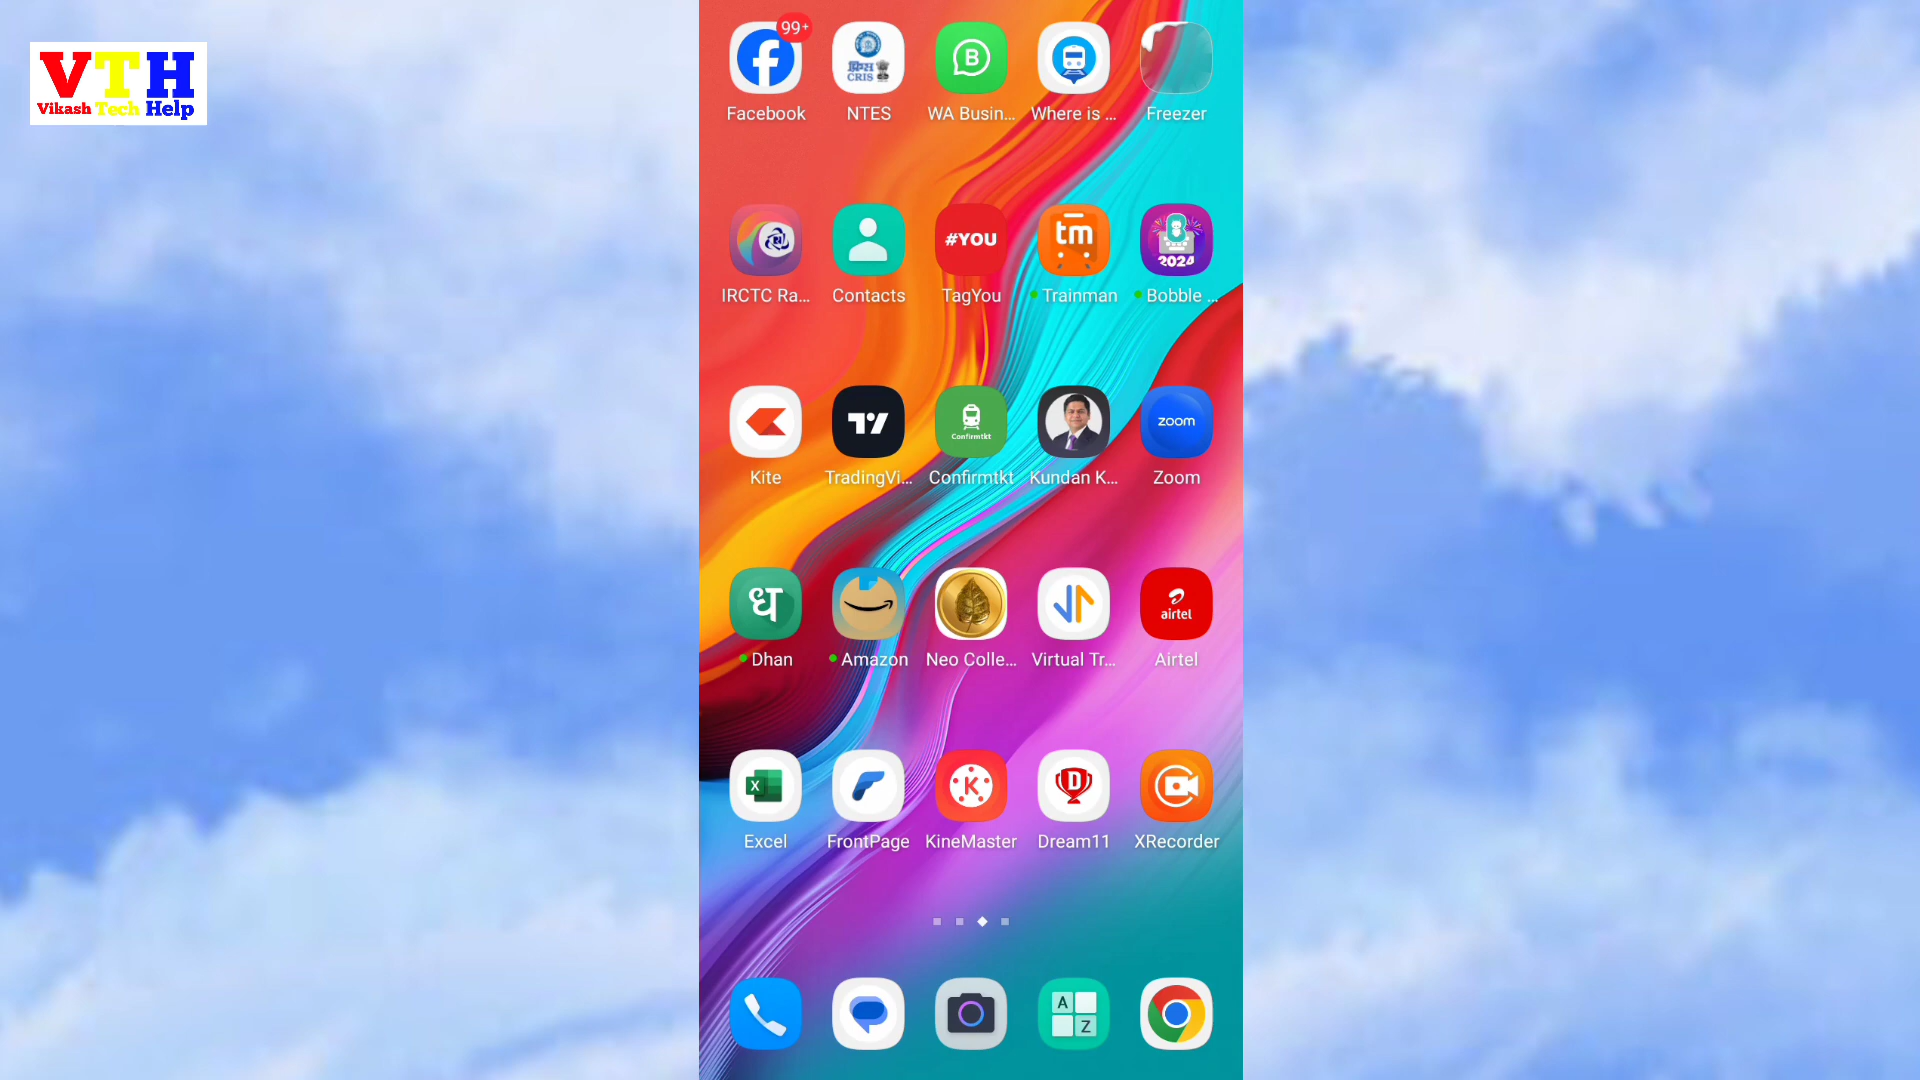 VTH
Vikash Tech Help
99+
क्रिस
CRIS
B
Facebook
NTES
WA Busin...
Where is ...
Freezer
#YOU
tm
2024
IRCTC Ra...
Contacts
TagYou
Trainman
Bobble ...
Confirmtkt
zoom
Kite
TradingVi...
Confirmtkt
Kundan K...
Zoom
ध
airtel
Dhan
Amazon
Neo Colle...
Virtual Tr...
Airtel
X
K
D
Excel
FrontPage
KineMaster
Dream11
XRecorder
A
Z